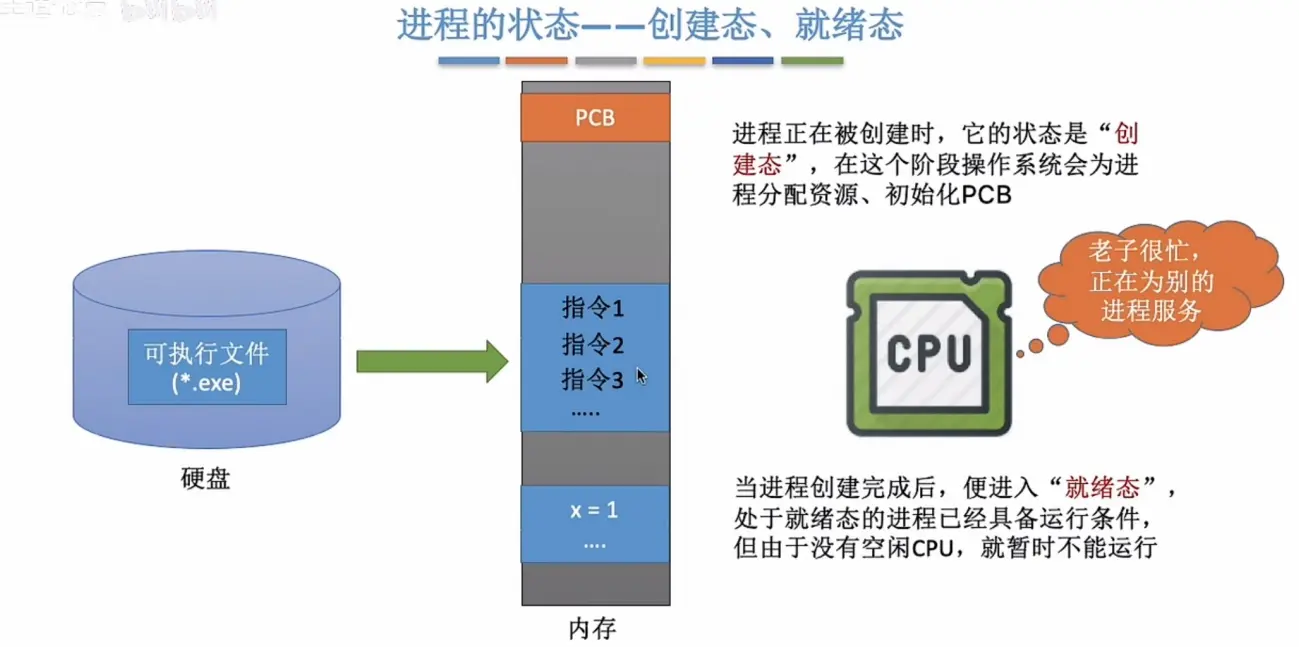 进程的状态——创建态、就绪态
PCB
指令1
指令2
指令3
.....
x = 1
....
内存
可执行文件
(*.exe)
硬盘
进程正在被创建时，它的状态是“创
建态”，在这个阶段操作系统会为进
程分配资源、初始化PCB
老子很忙，
正在为别的
进程服务
CPU
当进程创建完成后，便进入“就绪态”，
处于就绪态的进程已经具备运行条件，
但由于没有空闲CPU，就暂时不能运行